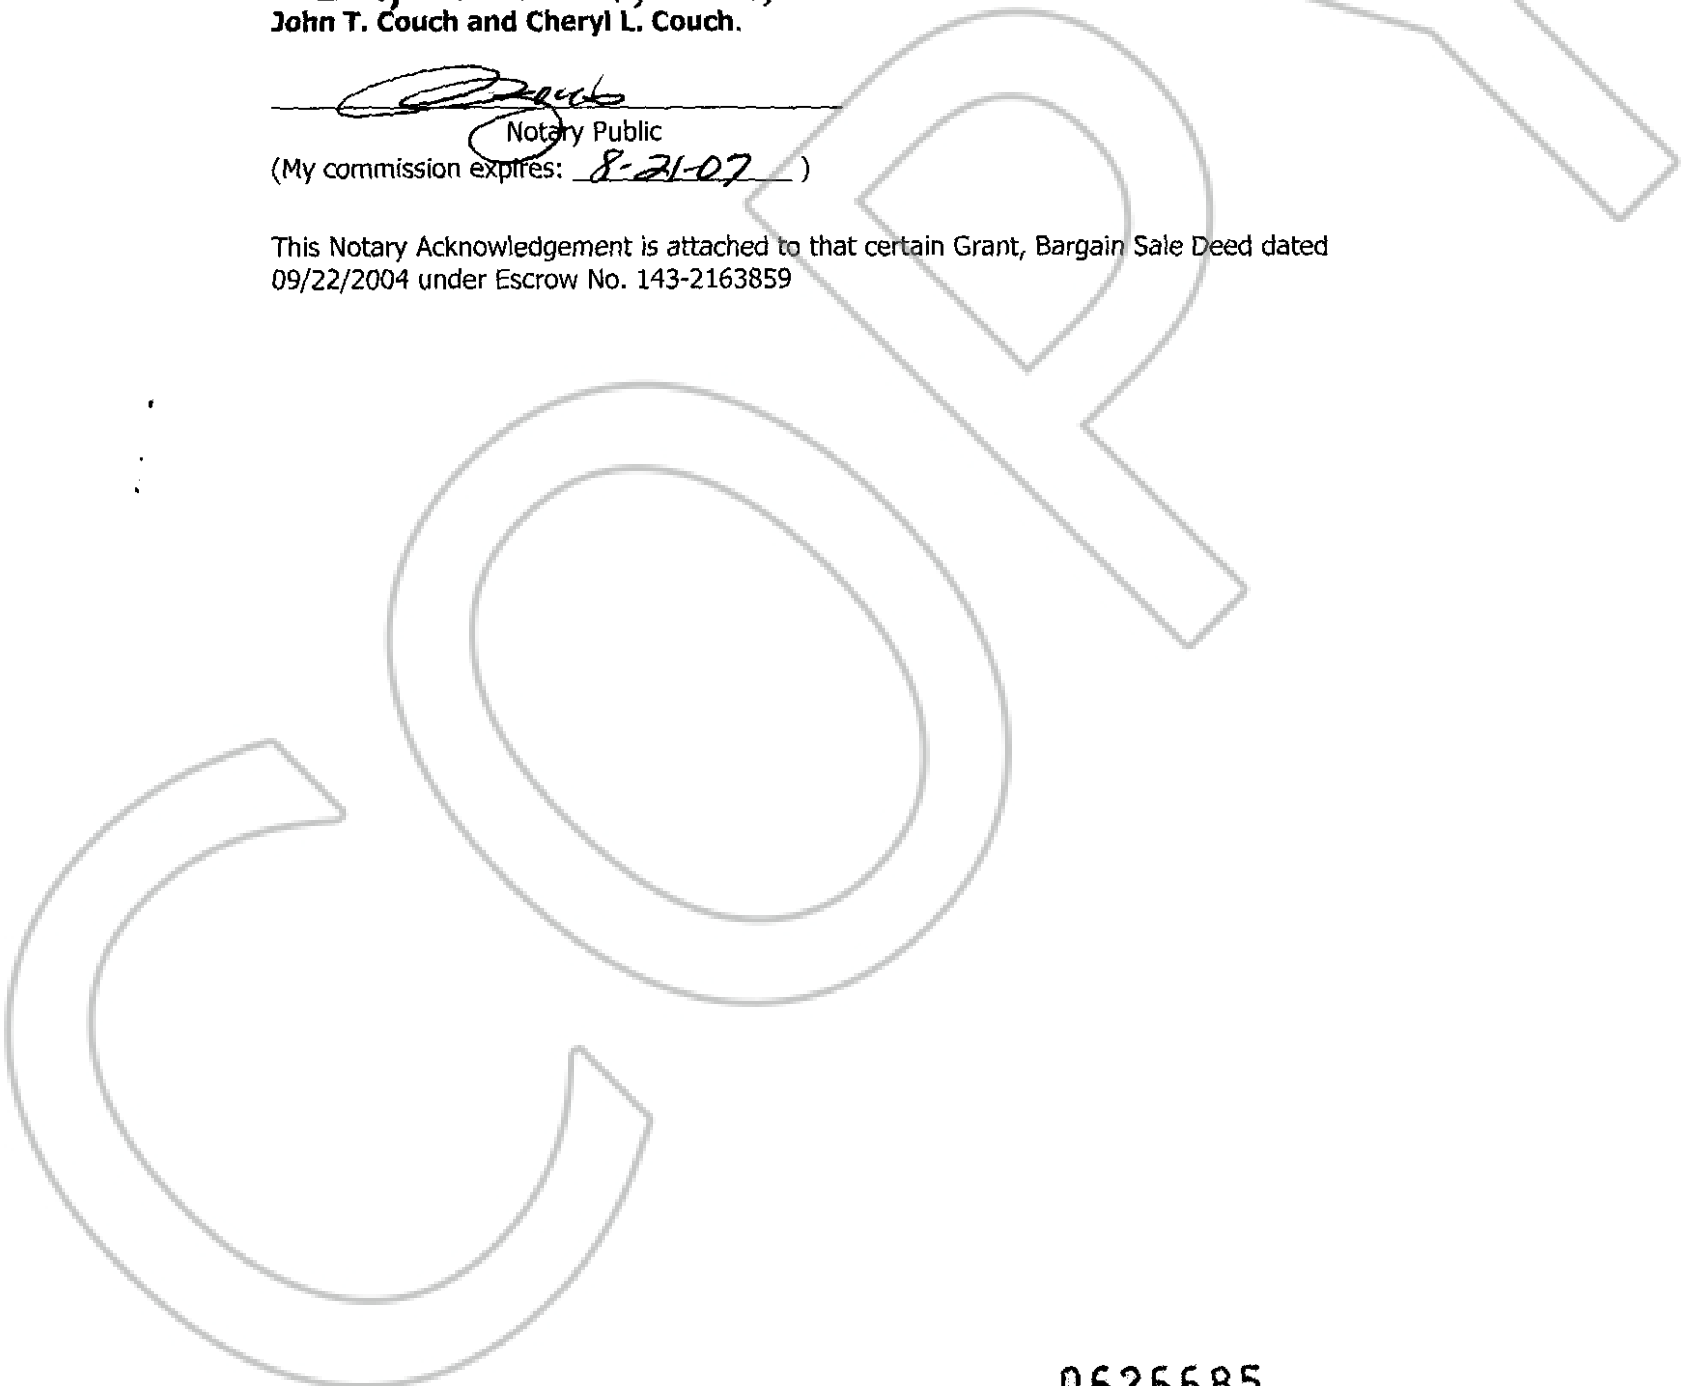 John T. Couch and Cheryl L. Couch.
Notary Public
(My commission expires: 8-21-07 )
This Notary Acknowledgement is attached to that certain Grant, Bargain Sale Deed dated
09/22/2004 under Escrow No. 143-2163859
COPY
0626685